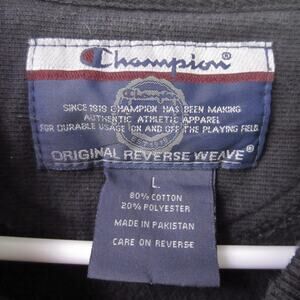 Champion
SINCE 1919 CHAMPION HAS BEEN MAKING
AUTHENTIC ATHLETIC APPAREL
FOR DURABLE USAGE ON AND OFF THE PLAYING FIELD.
ORIGINAL REVERSE WEAVE®
L
80% COTTON
20% POLYESTER
MADE IN PAKISTAN
CARE ON REVERSE